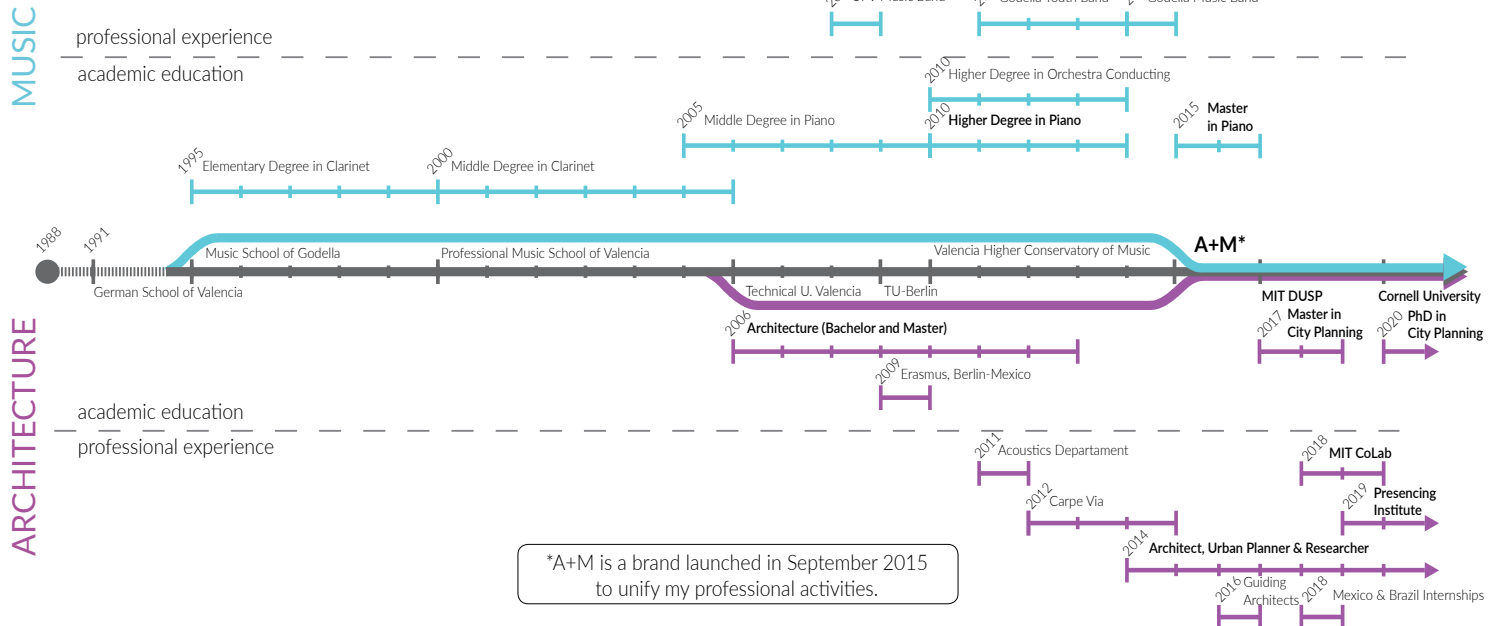 MUSIC
professional experience
academic education
2010
Higher Degree in Orchestra Conducting
2005
Middle Degree in Piano
2010
Higher Degree in Piano
2015
Master
in Piano
1995
Elementary Degree in Clarinet
2000
Middle Degree in Clarinet
1988
1991
Music School of Godella
Professional Music School of Valencia
Valencia Higher Conservatory of Music
A+M*
German School of Valencia
Technical U. Valencia
TU-Berlin
MIT DUSP
2017
Master in
City Planning
Cornell University
2020
PhD in
City Planning
ARCHITECTURE
2006
Architecture (Bachelor and Master)
2009
Erasmus, Berlin-Mexico
academic education
professional experience
2011
Acoustics Departament
2018
MIT CoLab
2012
Carpe Via
2019
Presencing
Institute
2014
Architect, Urban Planner & Researcher
2016
Guiding
Architects
2018
Mexico & Brazil Internships
*A+M is a brand launched in September 2015
to unify my professional activities.